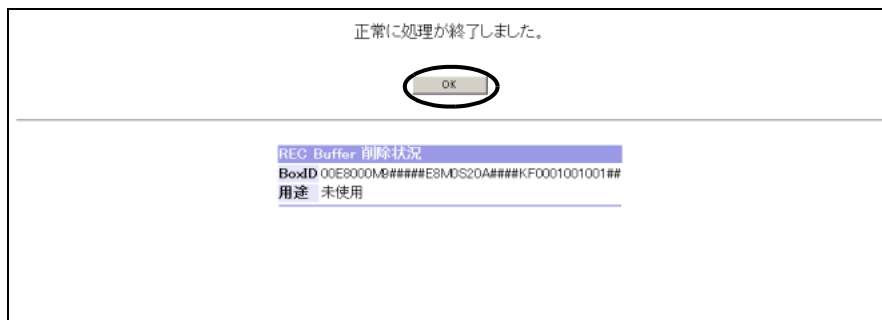 正常に処理が終了しました。
OK
REC Buffer 削除状況
BoxID 00E8000M9#####E8M0S20A####KF0001001001##
用途 未使用